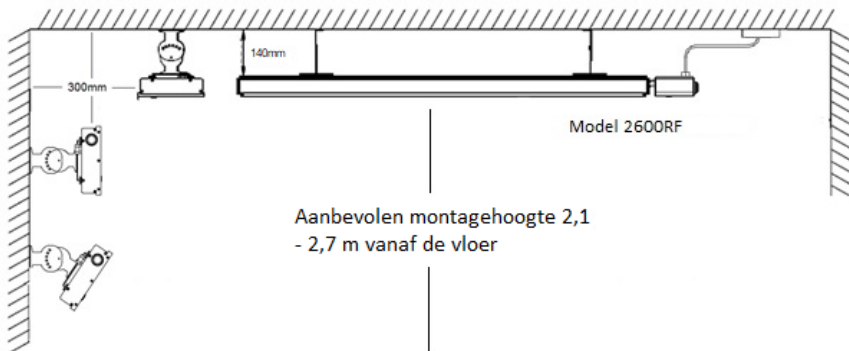 140mm
300mm
Model 2600RF
Aanbevolen montagehoogte 2,1
- 2,7 m vanaf de vloer